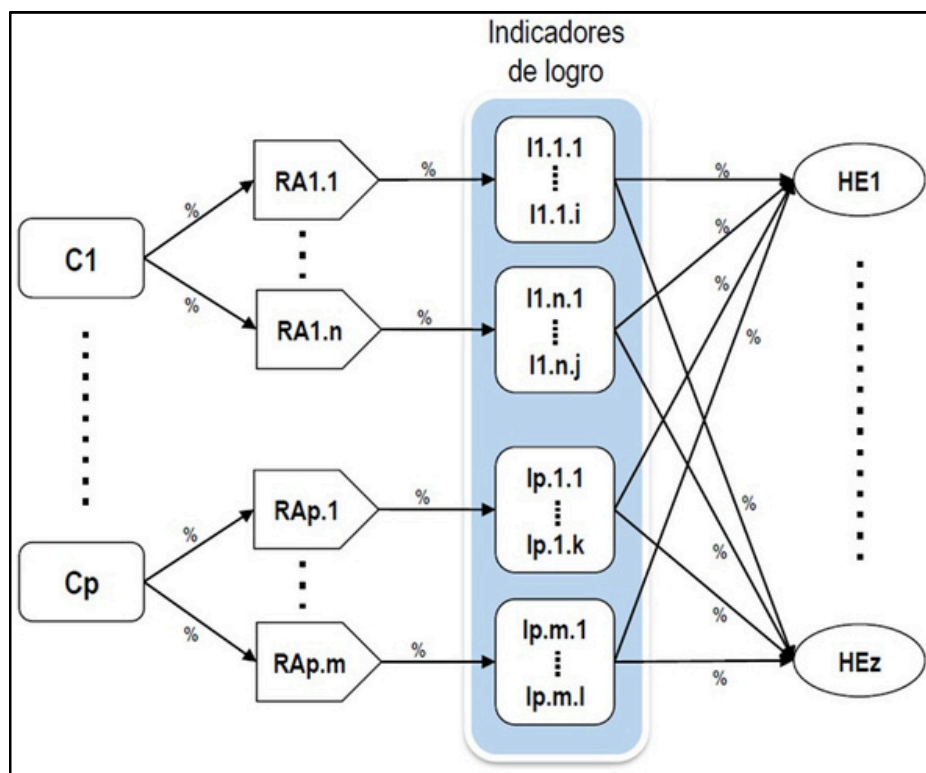 Indicadores
de logro
C1
%
%
RA1.1
RA1.n
%
%
I1.1.1
I1.1.i
I1.n.1
I1.n.j
%
%
%
%
HE1
Cp
%
%
RAp.1
RAp.m
%
%
Ip.1.1
Ip.1.k
Ip.m.1
Ip.m.l
%
%
%
%
HEz